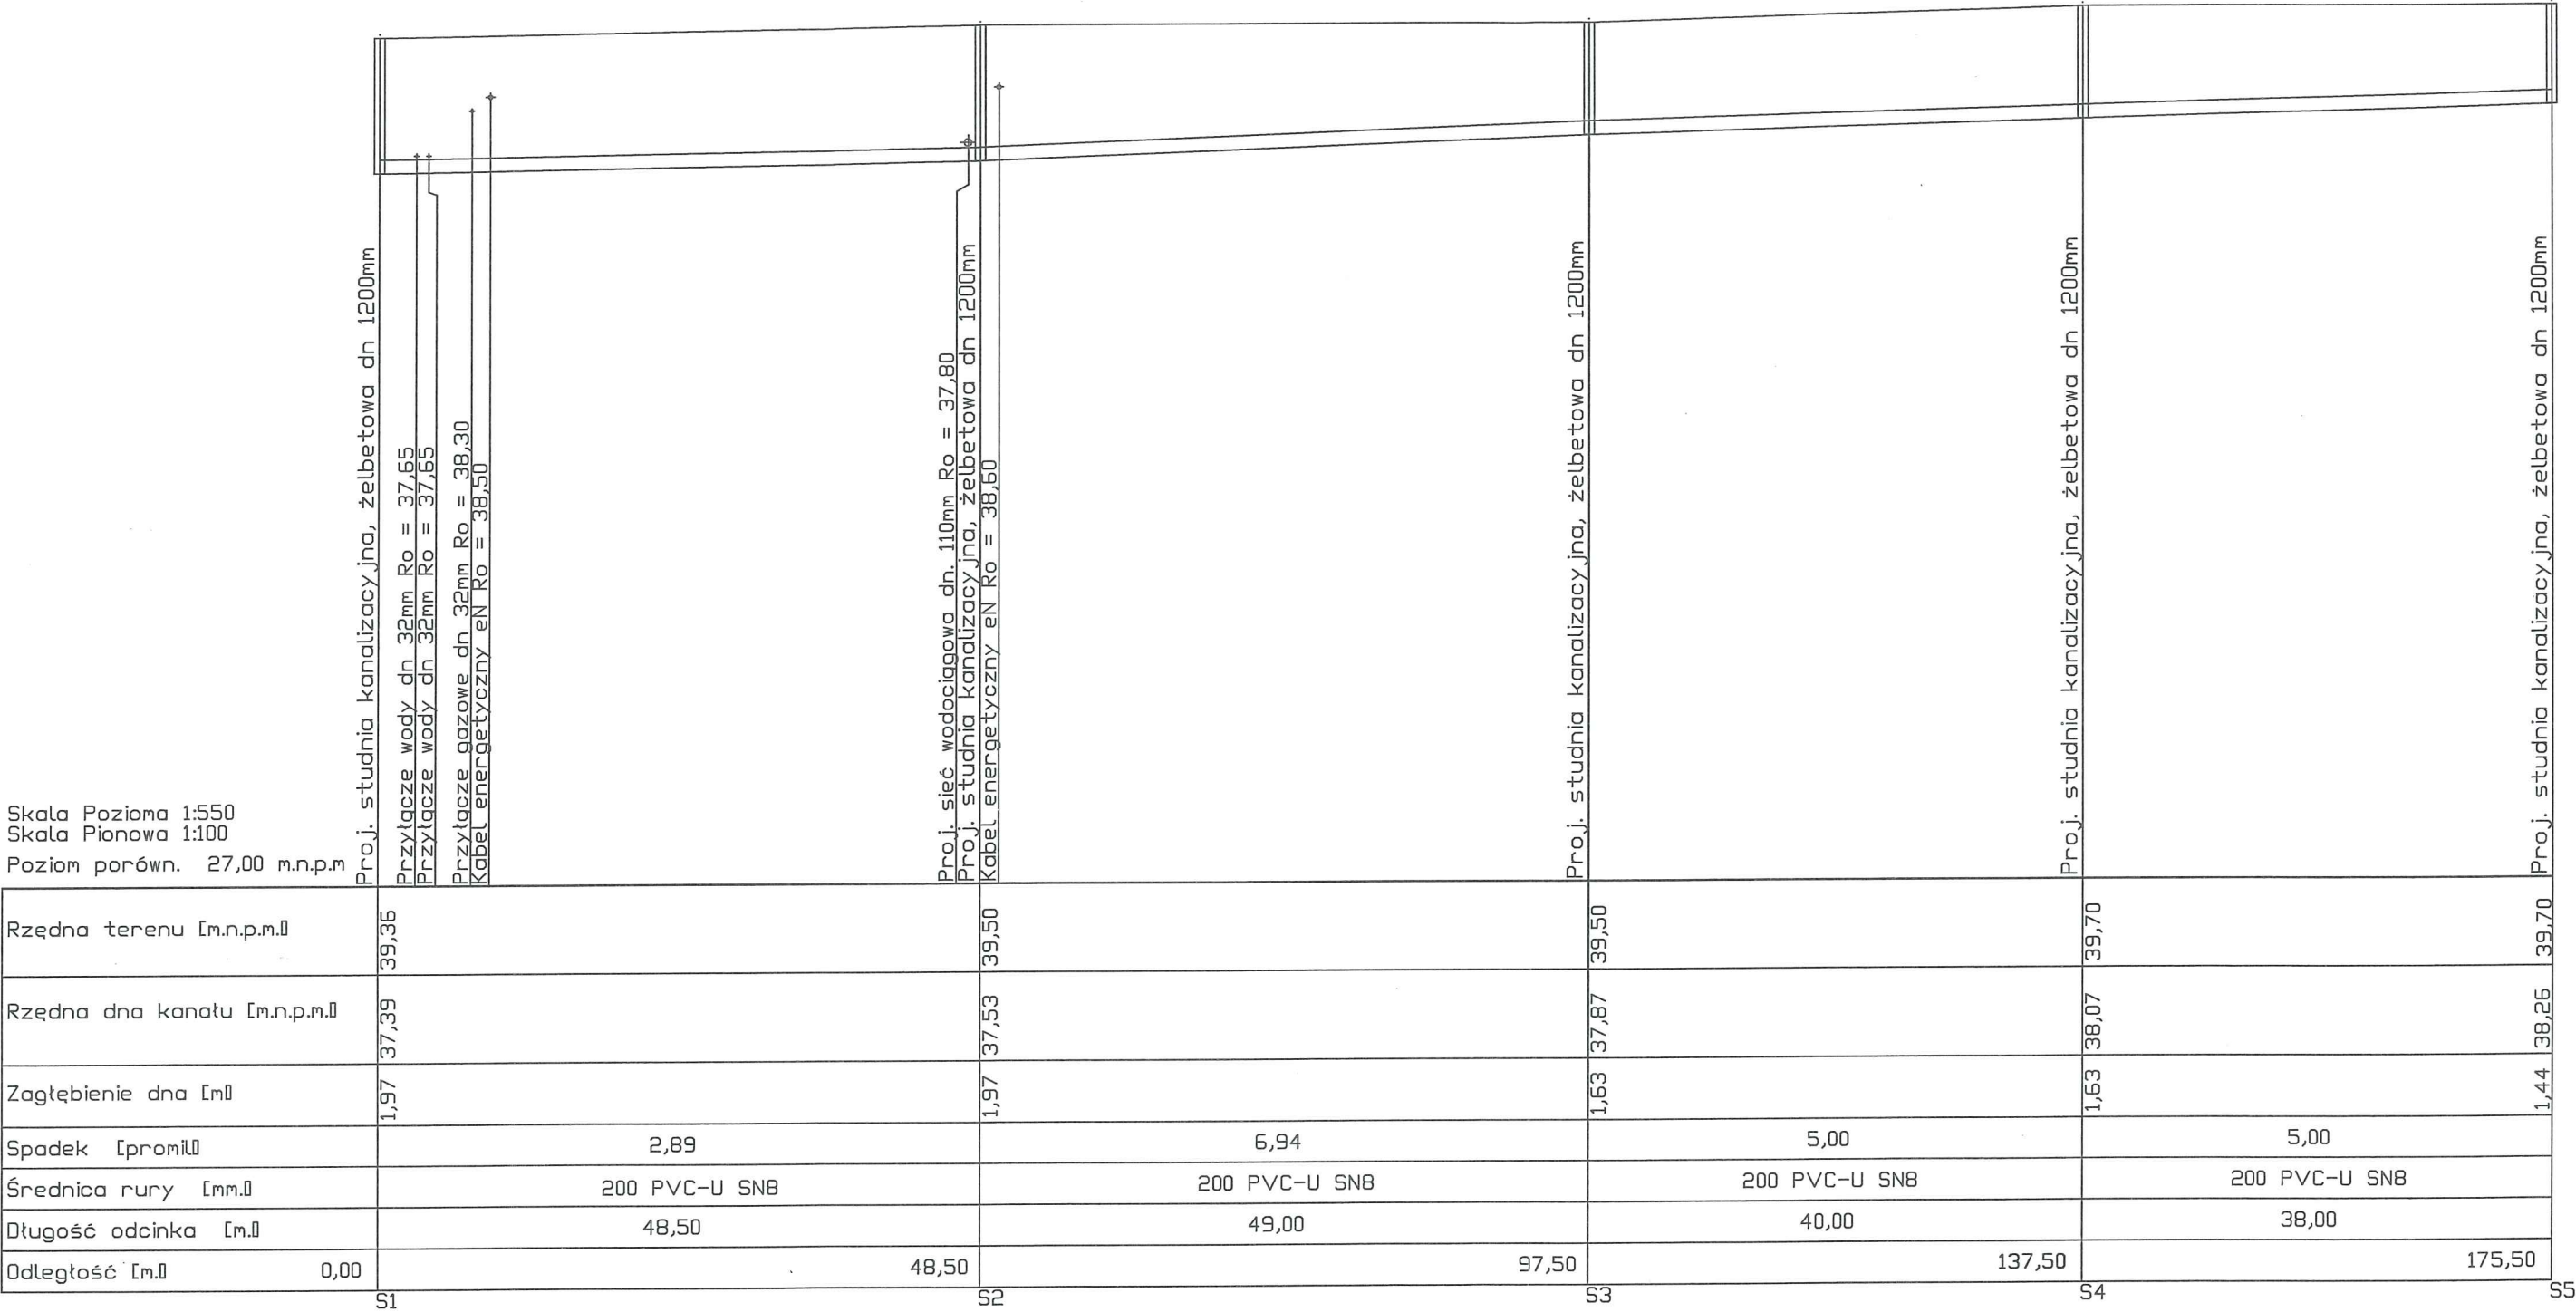 Proj. studnia kanalizacyjna, żelbetowa dn 1200mm
Przyłącze wody dn 32mm Ro = 37,65
Przyłącze wody dn 32mm Ro = 37,65
Przyłącze gazowe dn 32mm Ro = 38,30
Kabel energetyczny eN Ro = 38,50
Proj. sieć wodociągowa dn. 110mm Ro = 37,80
Proj. studnia kanalizacyjna, żelbetowa dn 1200mm
Kabel energetyczny eN Ro = 38,60
Proj. studnia kanalizacyjna, żelbetowa dn 1200mm
Proj. studnia kanalizacyjna, żelbetowa dn 1200mm
Proj. studnia kanalizacyjna, żelbetowa dn 1200mm
Skala Pozioma 1:550
Skala Pionowa 1:100
Poziom porówn. 27,00 m.n.p.m
Rzędna terenu [m.n.p.m.] 39,36 39,50 39,50 39,70 39,70
Rzędna dna kanału [m.n.p.m.] 37,39 37,53 37,87 38,07 38,26
Zagłębienie dna [m] 1,97 1,97 1,63 1,63 1,44
Spadek [promil] 2,89 6,94 5,00 5,00
Średnica rury [mm.] 200 PVC-U SN8 200 PVC-U SN8 200 PVC-U SN8 200 PVC-U SN8
Długość odcinka [m.] 48,50 49,00 40,00 38,00
Odległość [m.] 0,00 48,50 97,50 137,50 175,50
S1 S2 S3 S4 S5